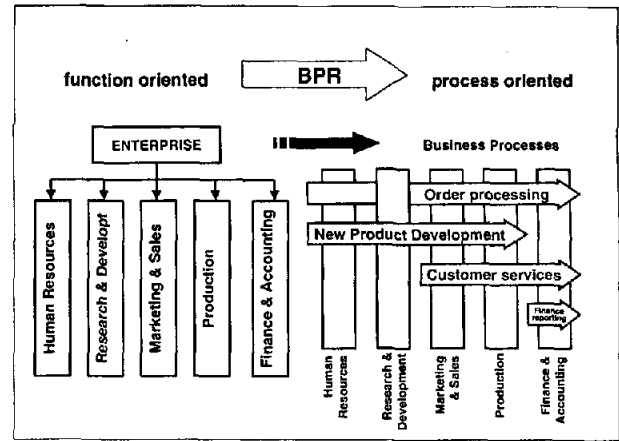 function oriented
BPR
process oriented
ENTERPRISE
Business Processes
Human Resources
Research & Developt
Marketing & Sales
Production
Finance & Accounting
Order processing
New Product Development
Customer services
Finance
reporting
Human
Resources
Research &
Development
Marketing
& Sales
Production
Finance &
Accounting